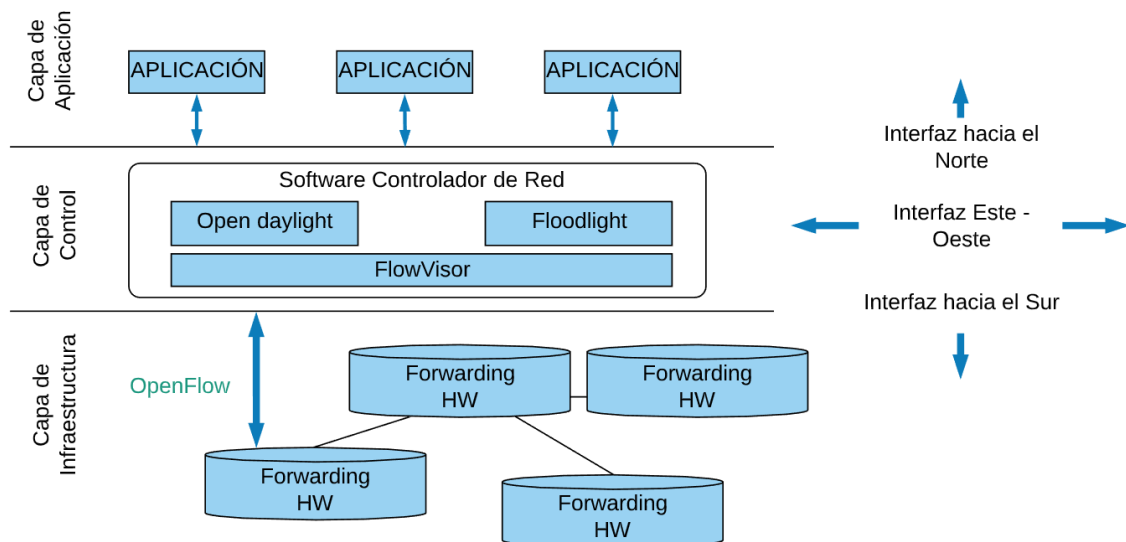 Capa de
Aplicación
APLICACIÓN
APLICACIÓN
APLICACIÓN
Interfaz hacia el
Norte
Capa de
Control
Software Controlador de Red
Open daylight
Floodlight
FlowVisor
Interfaz Este -
Oeste
Interfaz hacia el Sur
Capa de
Infraestructura
OpenFlow
Forwarding
HW
Forwarding
HW
Forwarding
HW
Forwarding
HW